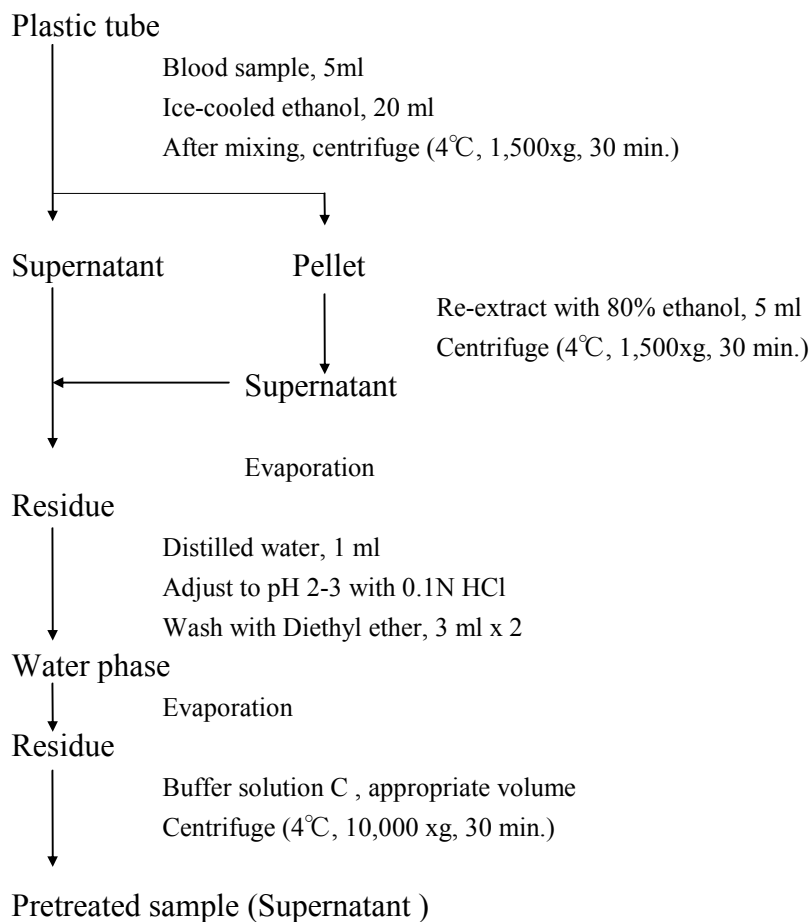 Plastic tube
Blood sample, 5ml
Ice-cooled ethanol, 20 ml
After mixing, centrifuge (4℃, 1,500xg, 30 min.)
Supernatant
Pellet
Re-extract with 80% ethanol, 5 ml
Centrifuge (4℃, 1,500xg, 30 min.)
Supernatant
Evaporation
Residue
Distilled water, 1 ml
Adjust to pH 2-3 with 0.1N HCl
Wash with Diethyl ether, 3 ml x 2
Water phase
Evaporation
Residue
Buffer solution C , appropriate volume
Centrifuge (4℃, 10,000 xg, 30 min.)
Pretreated sample (Supernatant )